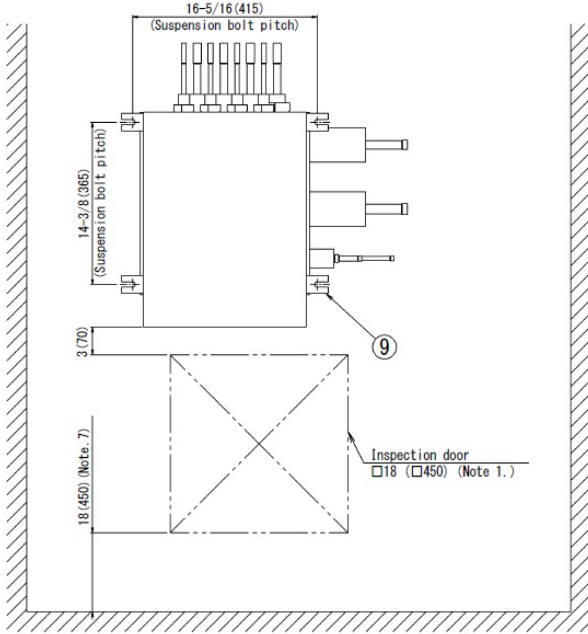 16-5/16(415)
(Suspension bolt pitch)
14-3/8(365)
(Suspension bolt pitch)
3(70)
⑨
18(450)(Note.7)
Inspection door
□18 (□450) (Note 1.)